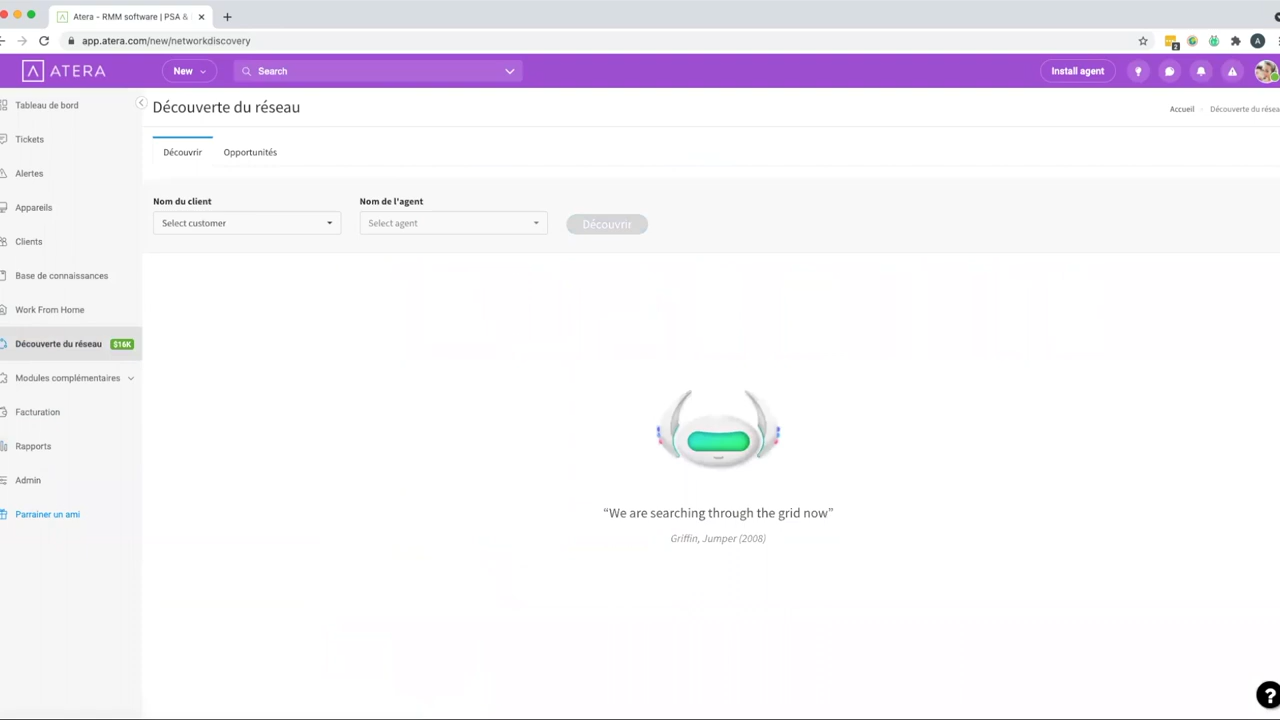 Atera - RMM software | PSA &
app.atera.com/new/networkdiscovery
2
A
ATERA
New
Search
Install agent
Tableau de bord
Tickets
Alertes
Appareils
Clients
Base de connaissances
Work From Home
Découverte du réseau $16K
Modules complémentaires
Facturation
Rapports
Admin
Parrainer un ami
Découverte du réseau
Accueil
Découverte du résea
Découvrir
Opportunités
Nom du client
Select customer
Nom de l'agent
Select agent
Découvrir
“We are searching through the grid now”
Griffin, Jumper (2008)
?